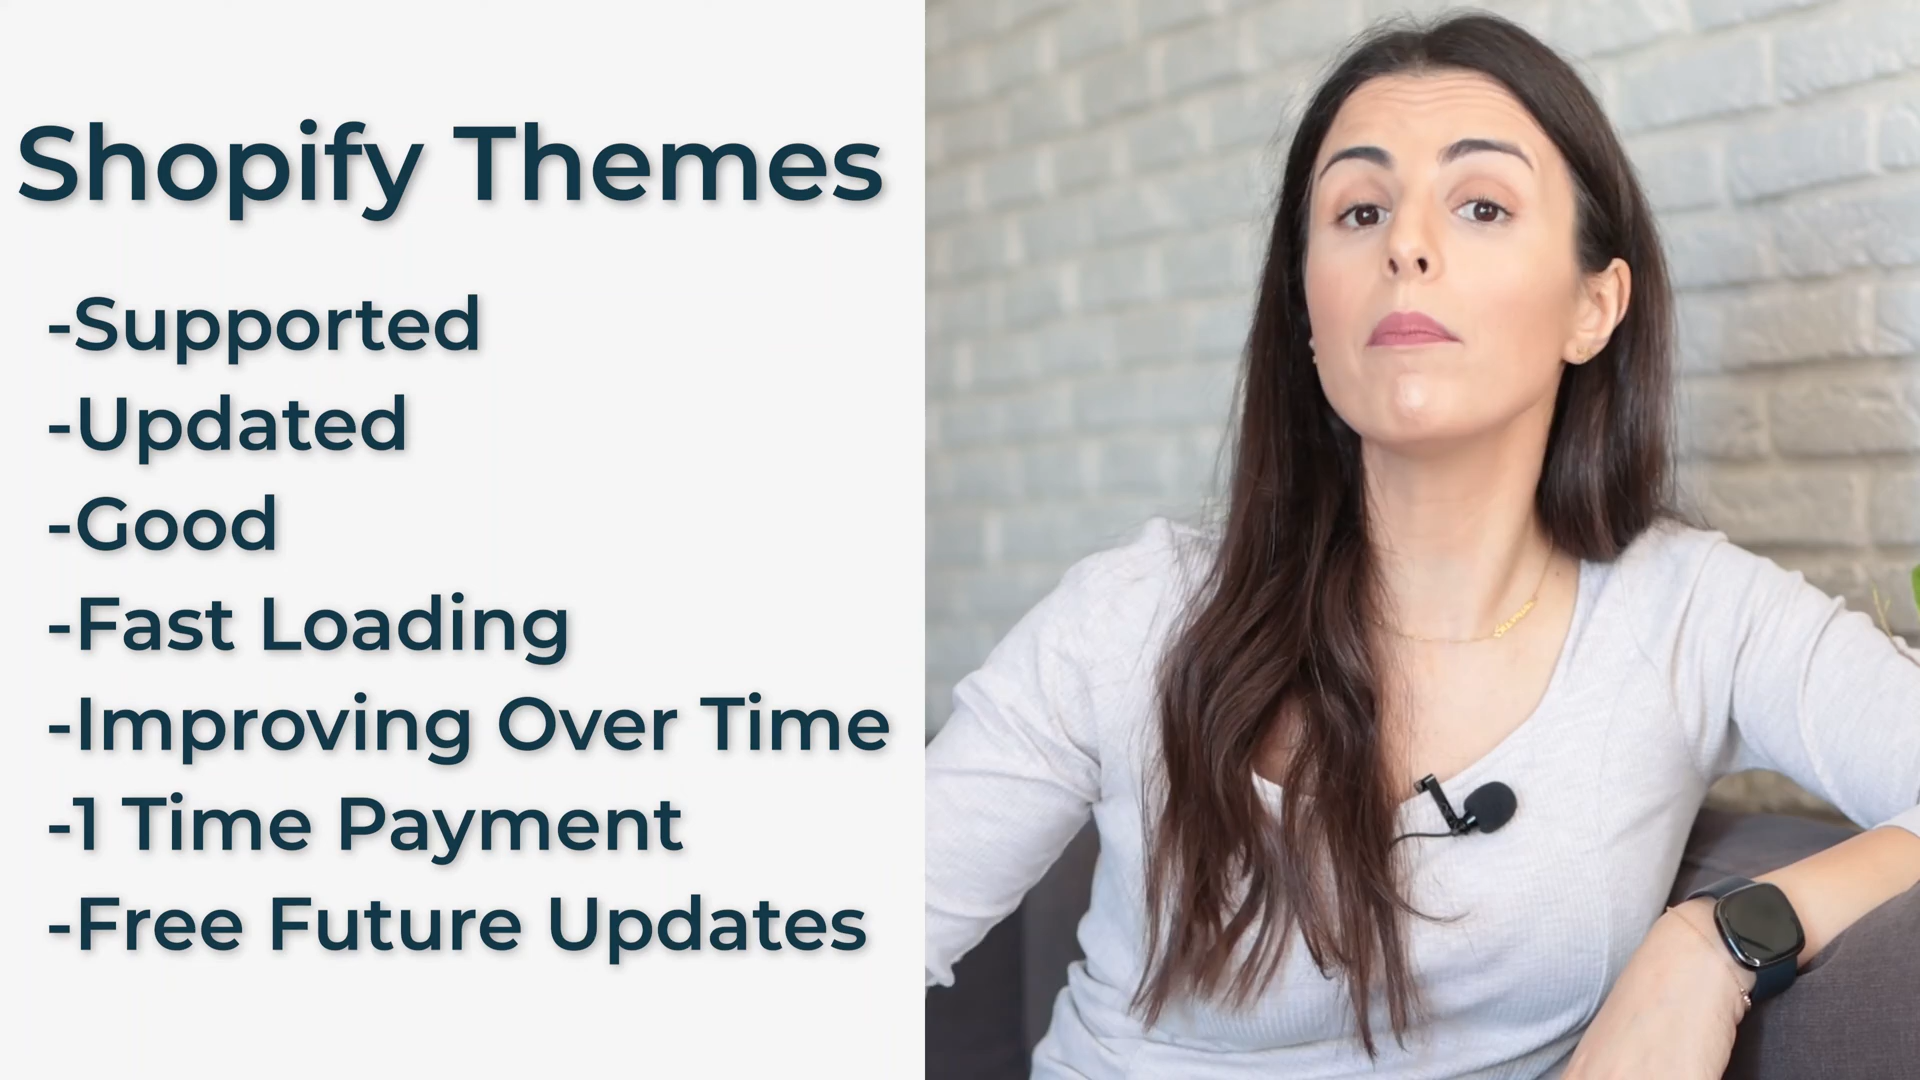 Shopify Themes
-Supported
-Updated
-Good
-Fast Loading
-Improving Over Time
-1 Time Payment
-Free Future Updates